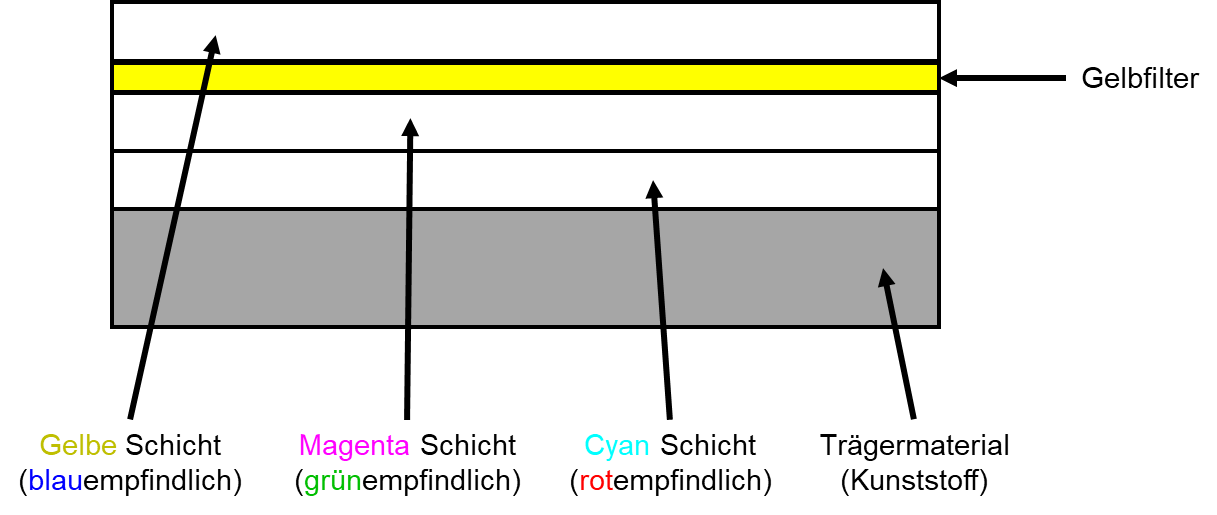 Gelbfilter
Gelbe Schicht
(blauempfindlich)
Magenta Schicht
(grünempfindlich)
Cyan Schicht
(rotempfindlich)
Trägermaterial
(Kunststoff)